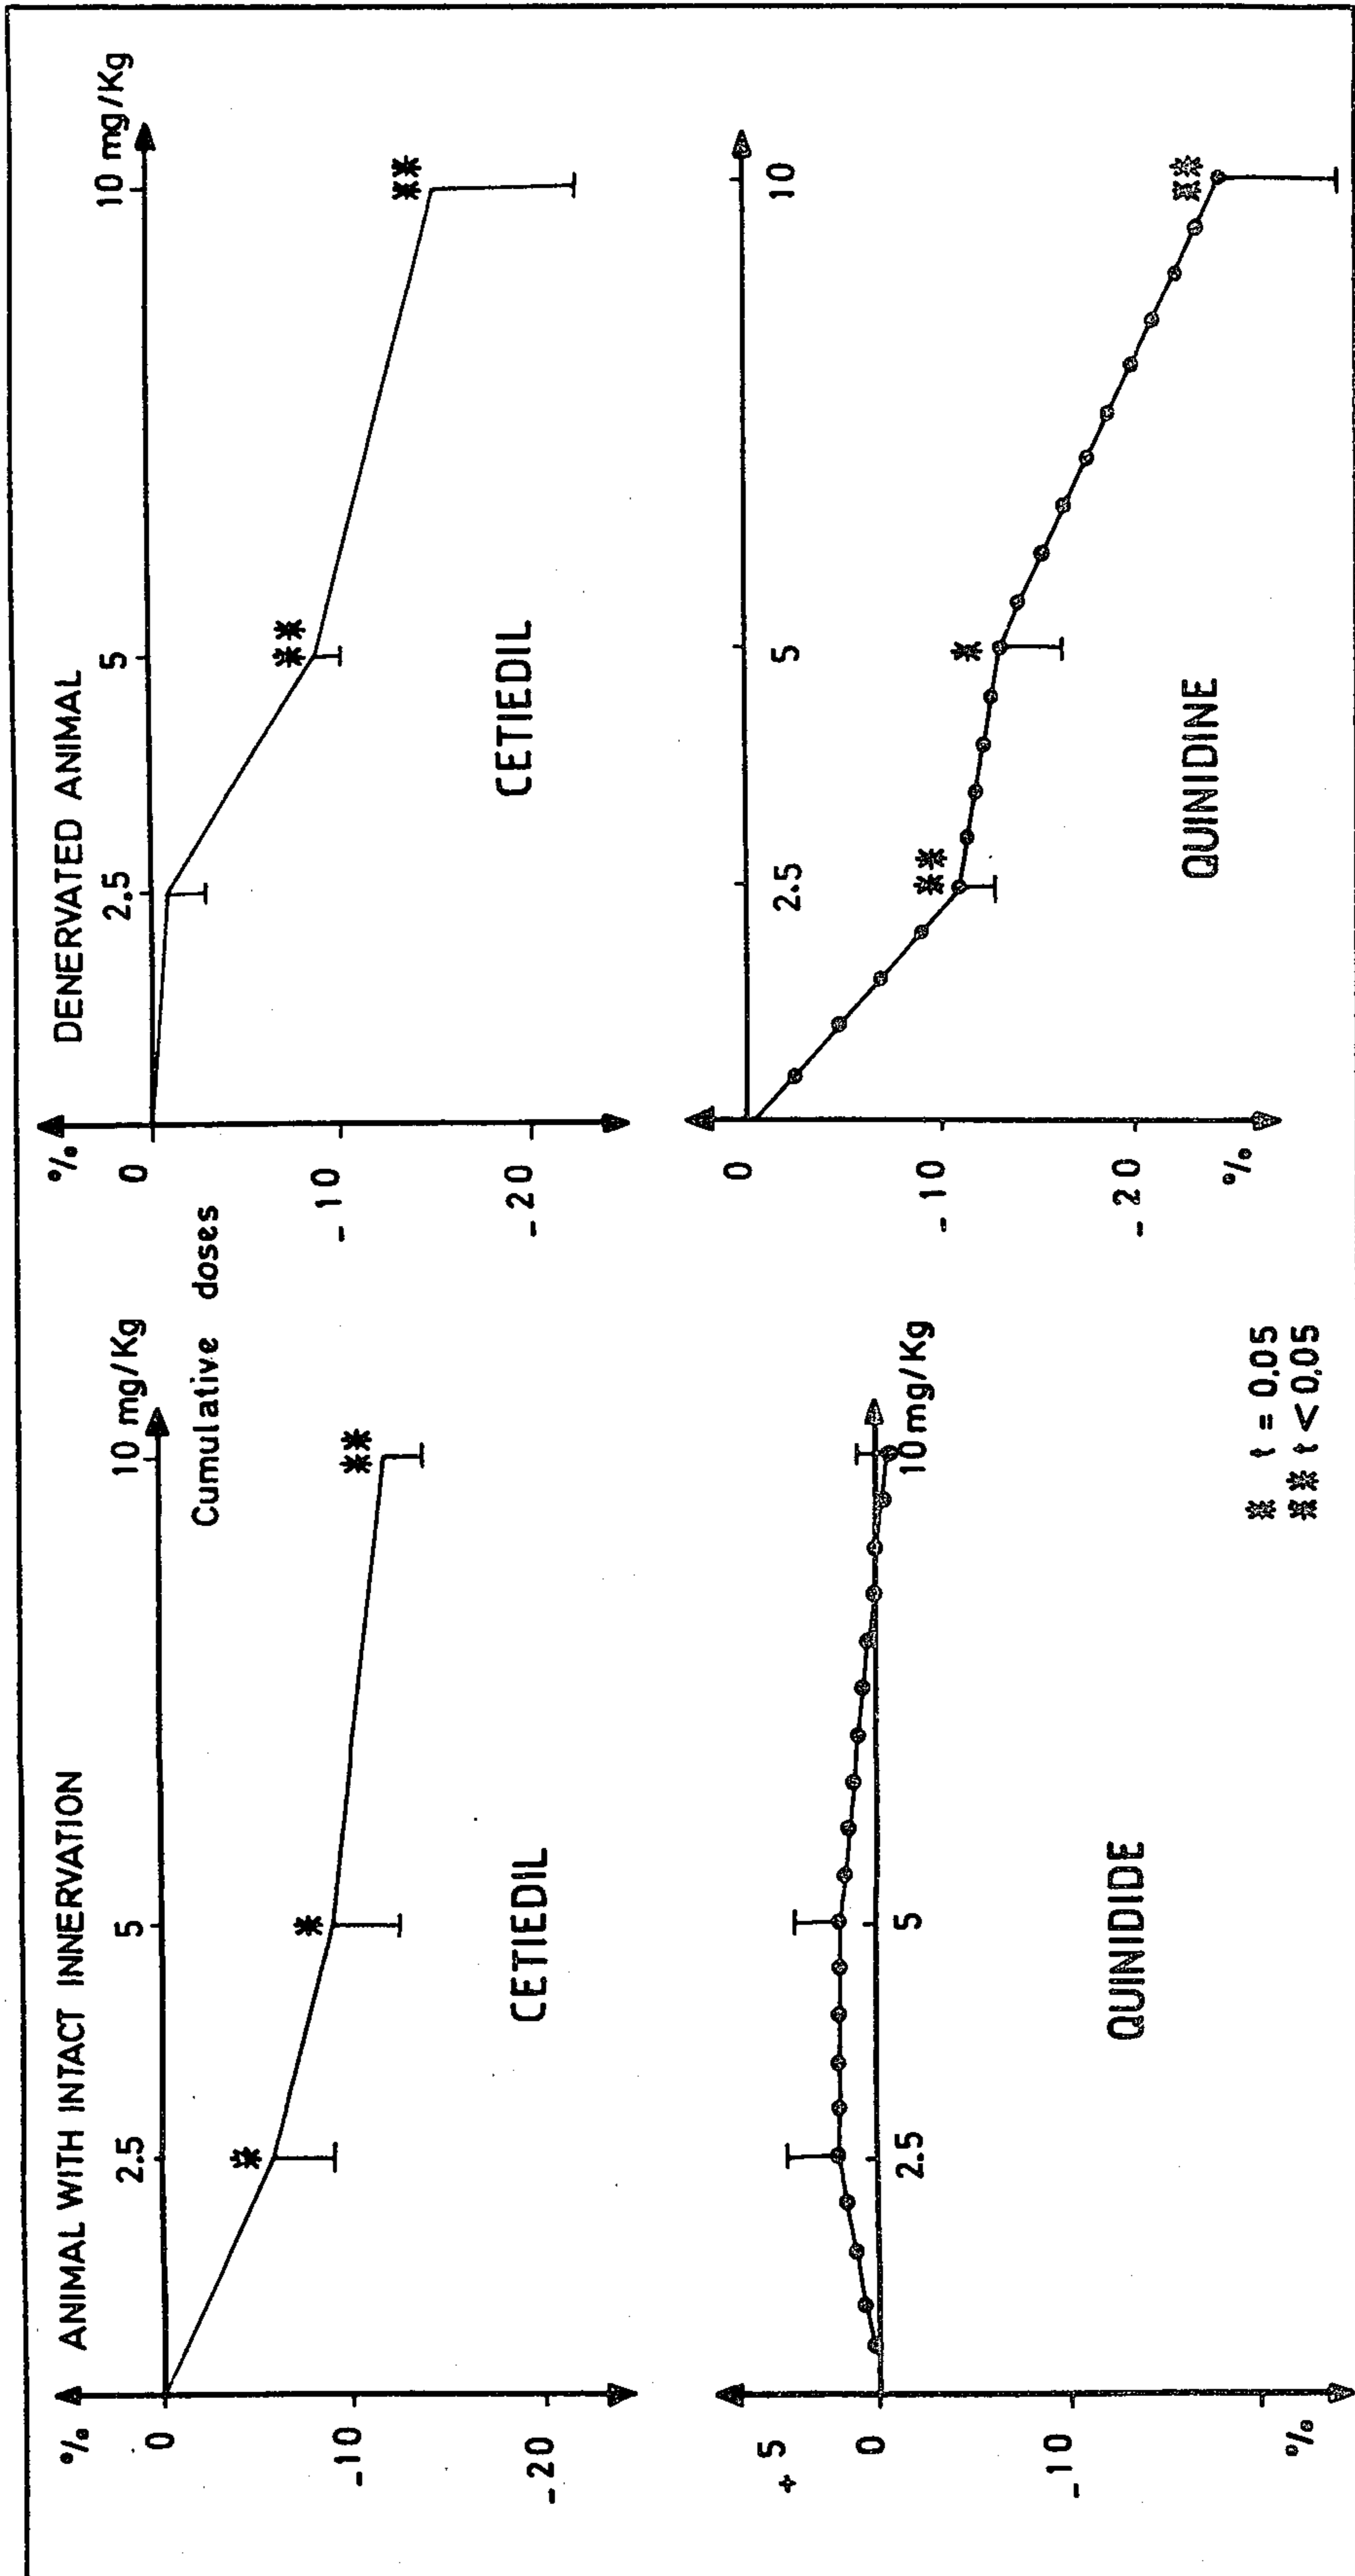 % ANIMAL WITH INTACT INNERVATION
2.5
5
10 mg/Kg
0
-10
-20
Cumulative doses
CETIEDIL
% DENERVATED ANIMAL
2.5
5
10 mg/Kg
0
-10
-20
**
**
CETIEDIL
*
*
**
+5
0
-10
%
2.5
5
10 mg/Kg
QUINIDIDE
* t = 0.05
** t < 0,05
0
-10
-20
%
2.5
5
10
**
*
**
QUINIDINE